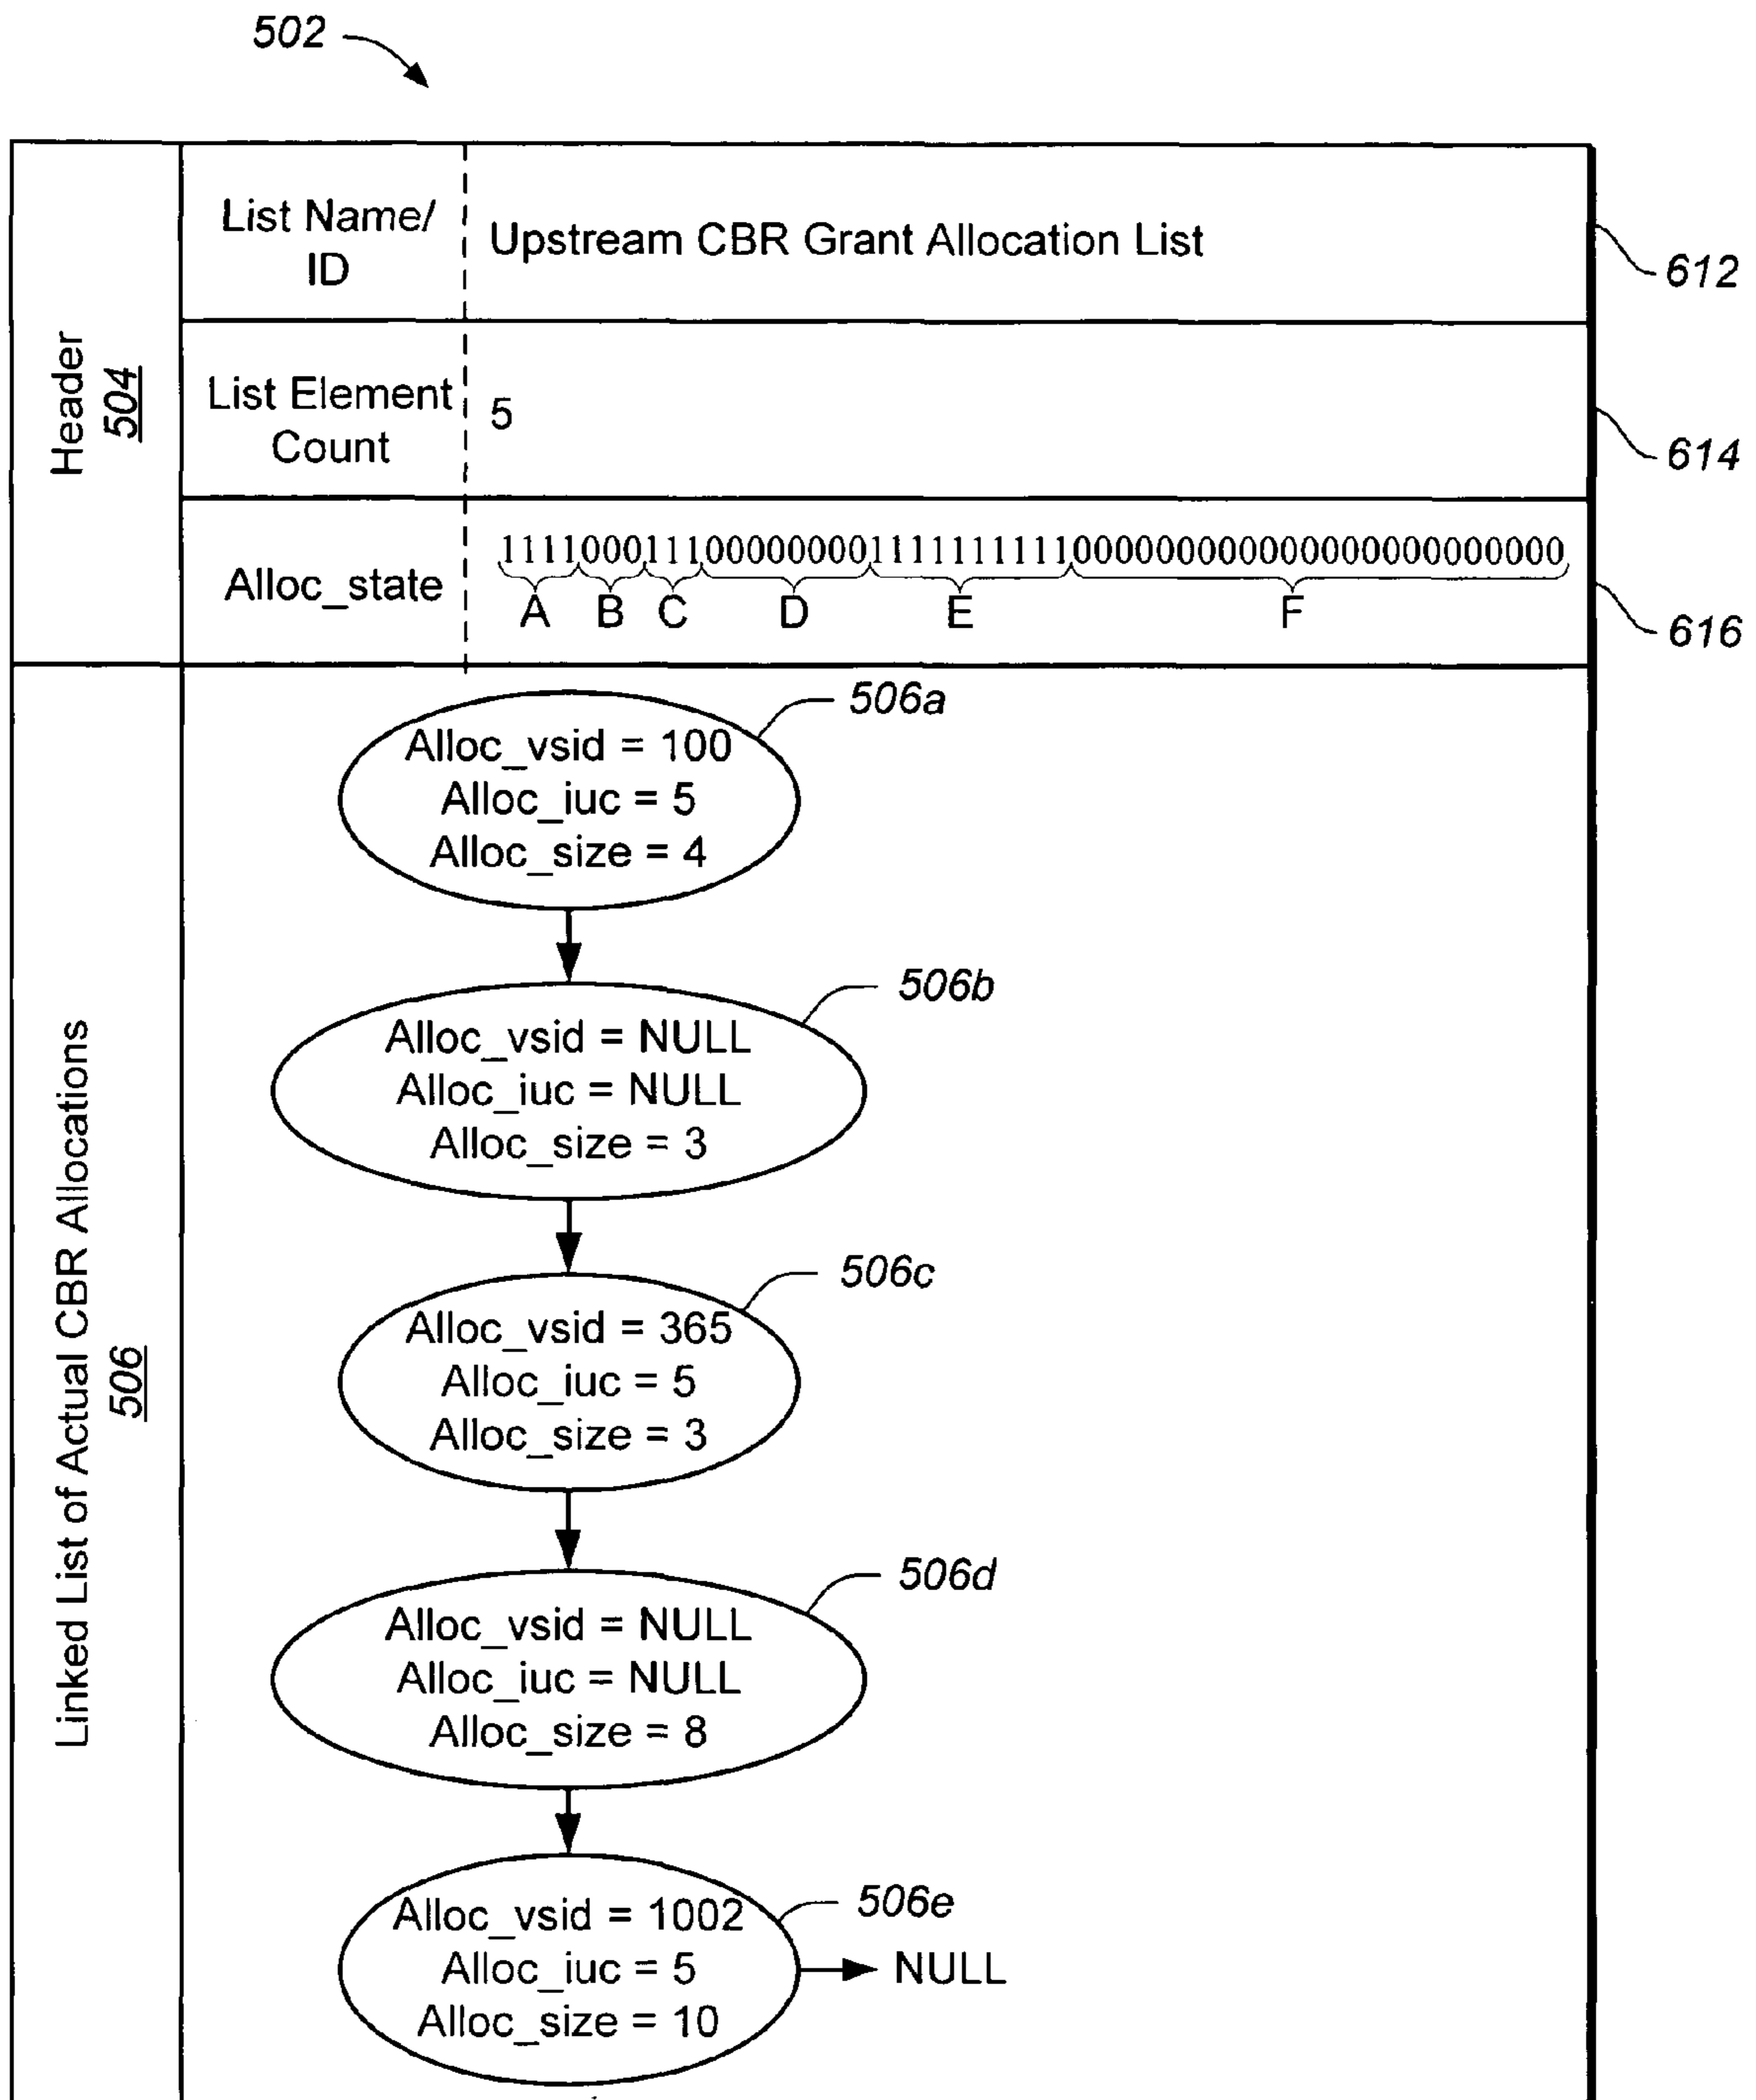 502
Header
504
List Name/
ID
Upstream CBR Grant Allocation List
612
List Element
Count
5
614
Alloc_state
1111000111000000001111111111000000000000000000000000
A B C D E F
616
Linked List of Actual CBR Allocations
506
506a
Alloc_vsid = 100
Alloc_iuc = 5
Alloc_size = 4
506b
Alloc_vsid = NULL
Alloc_iuc = NULL
Alloc_size = 3
506c
Alloc_vsid = 365
Alloc_iuc = 5
Alloc_size = 3
506d
Alloc_vsid = NULL
Alloc_iuc = NULL
Alloc_size = 8
506e
Alloc_vsid = 1002
Alloc_iuc = 5
Alloc_size = 10
NULL